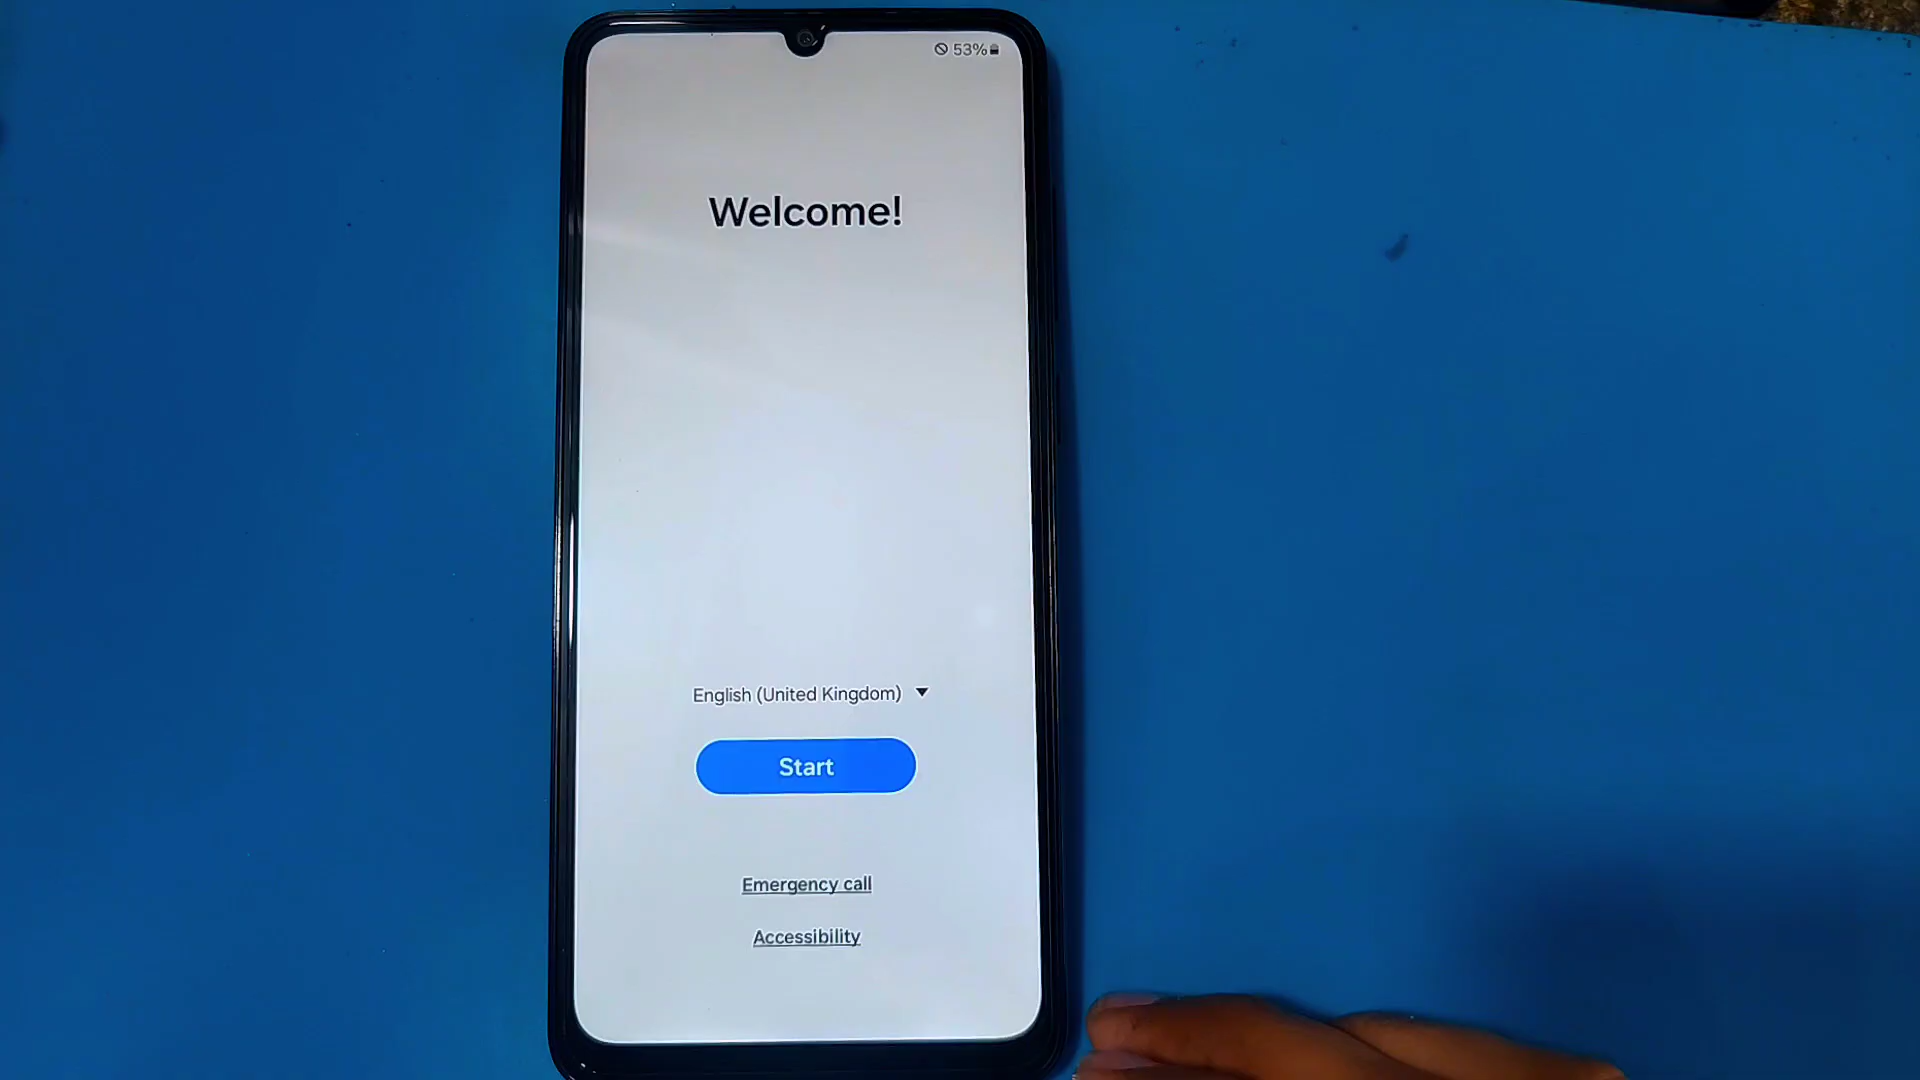 53%
Welcome!
English (United Kingdom)
Start
Emergency call
Accessibility